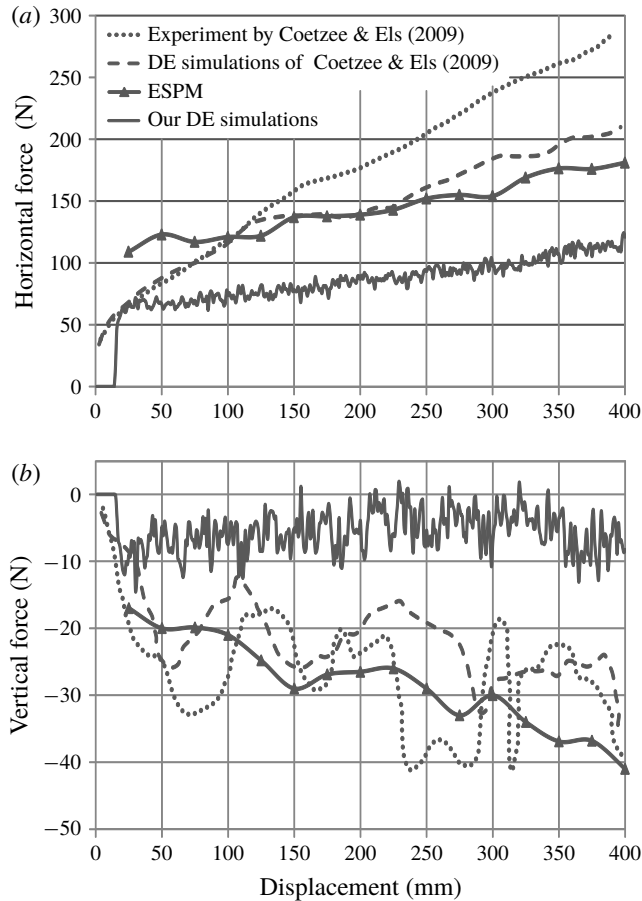 (a)
300
250
200
150
100
50
0
Horizontal force (N)
Experiment by Coetzee & Els (2009)
DE simulations of Coetzee & Els (2009)
ESPM
Our DE simulations
0 50 100 150 200 250 300 350 400
(b)
0
−10
−20
−30
−40
−50
Vertical force (N)
0 50 100 150 200 250 300 350 400
Displacement (mm)